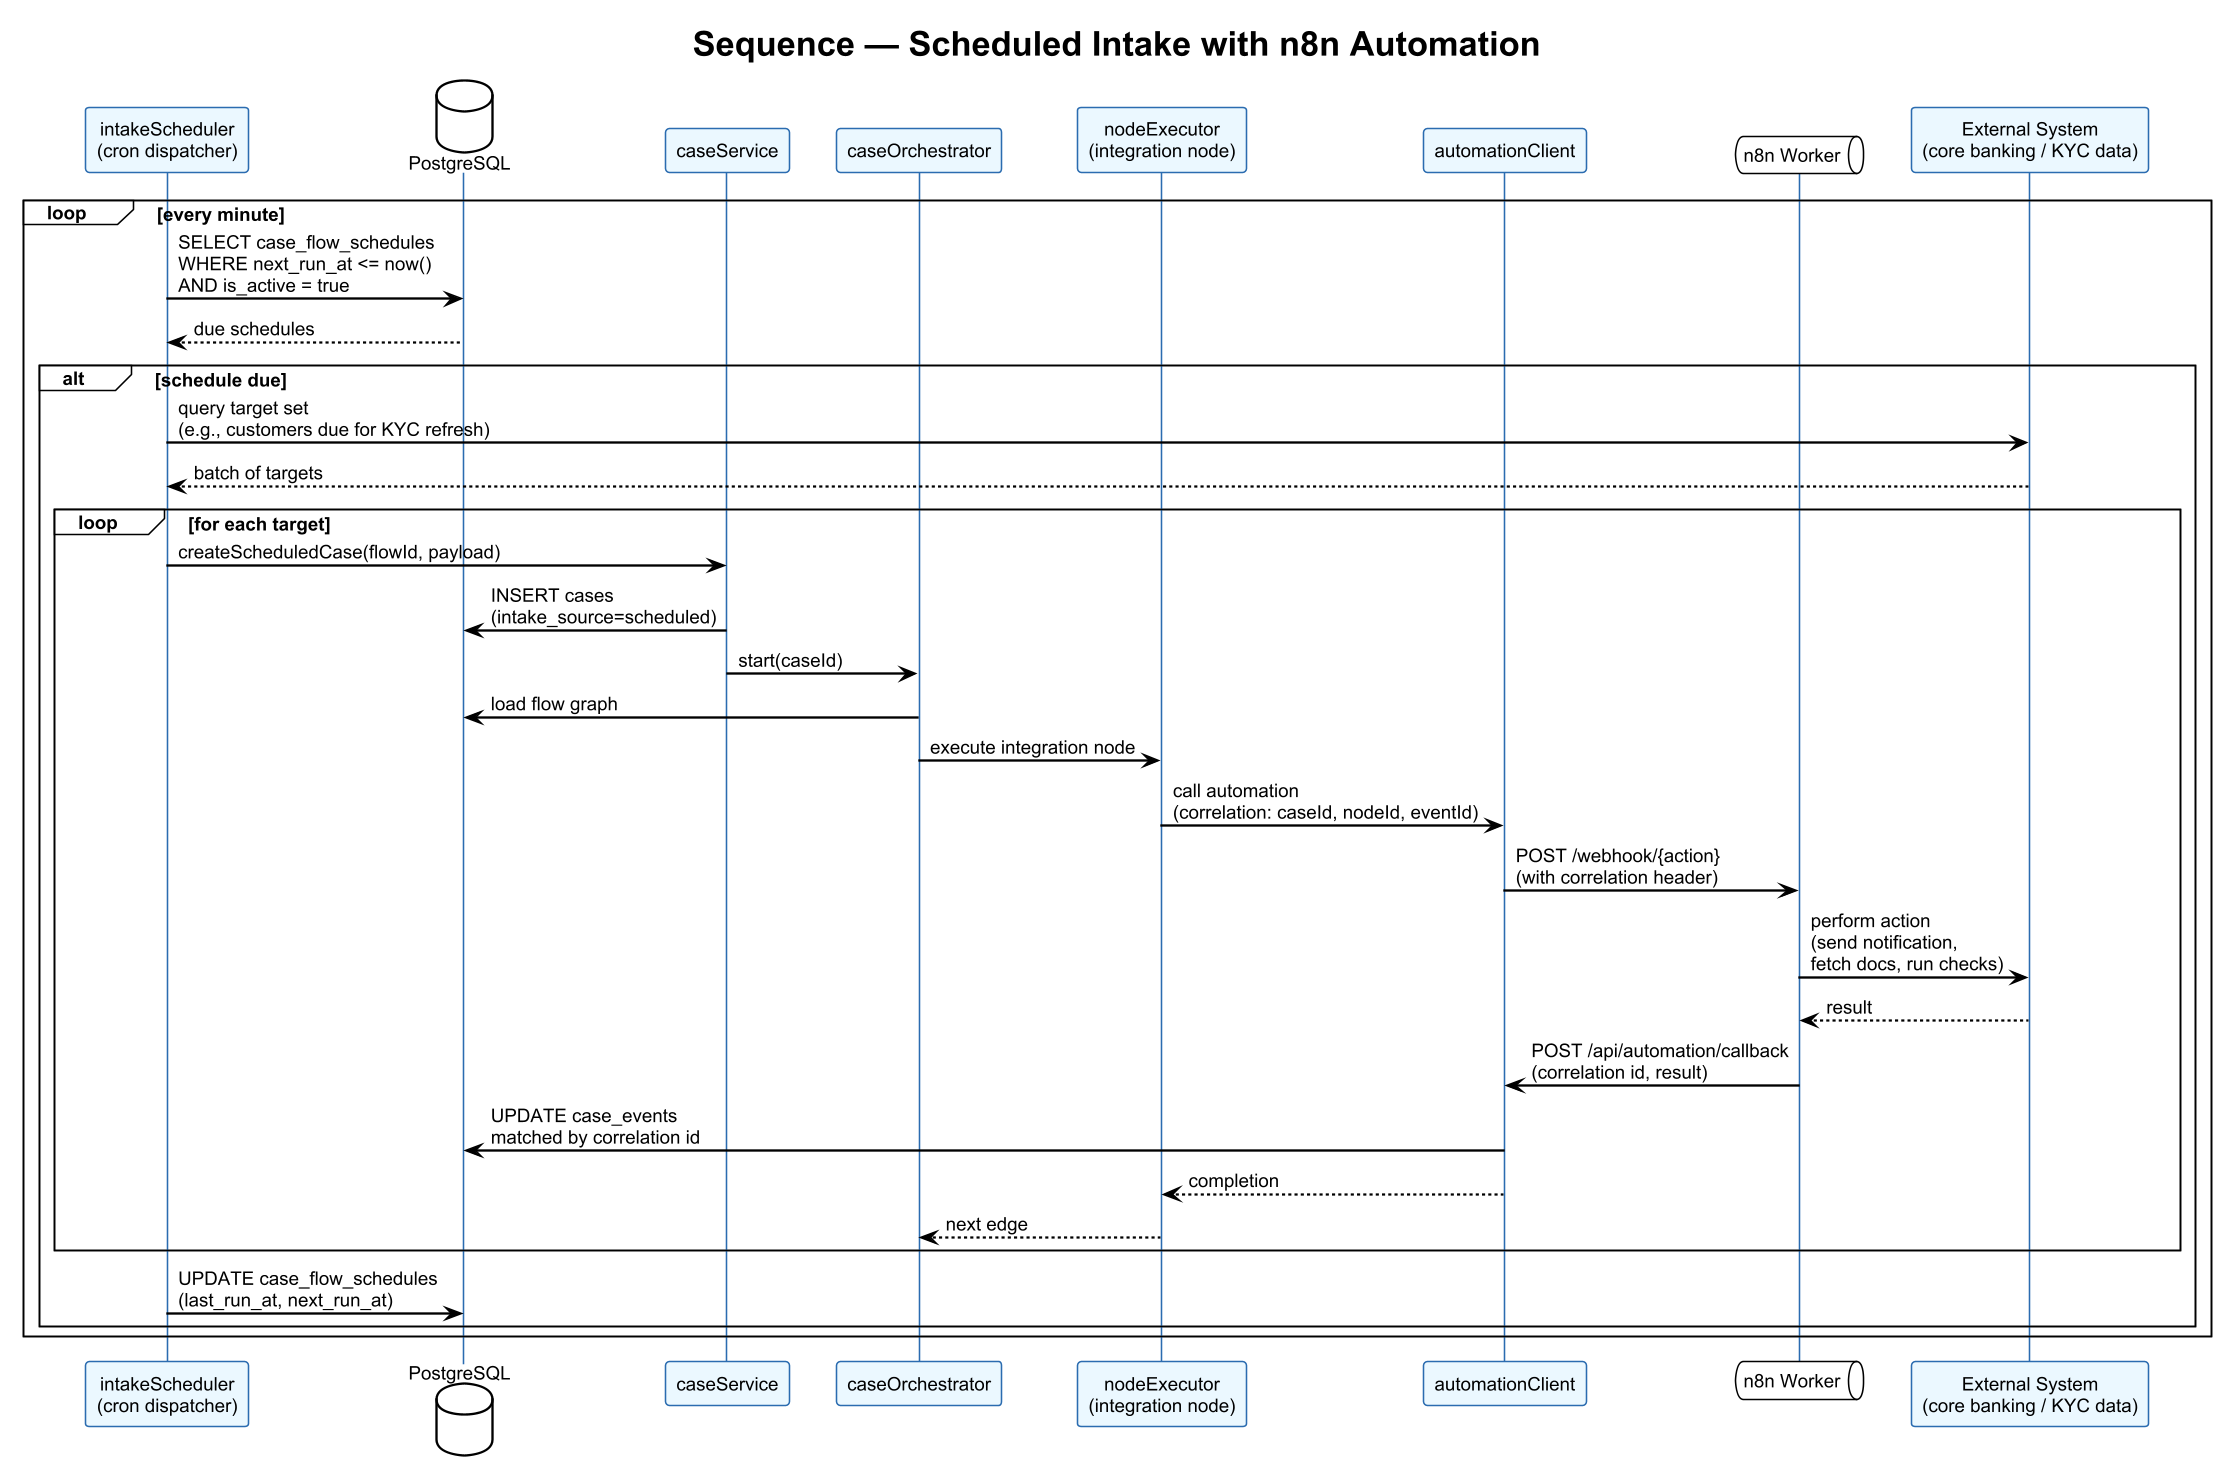 Sequence — Scheduled Intake with n8n Automation
intakeScheduler
(cron dispatcher)
PostgreSQL
caseService
caseOrchestrator
nodeExecutor
(integration node)
automationClient
n8n Worker
External System
(core banking / KYC data)
loop
[every minute]
SELECT case_flow_schedules
WHERE next_run_at <= now()
AND is_active = true
due schedules
alt
[schedule due]
query target set
(e.g., customers due for KYC refresh)
batch of targets
loop
[for each target]
createScheduledCase(flowId, payload)
INSERT cases
(intake_source=scheduled)
start(caseId)
load flow graph
execute integration node
call automation
(correlation: caseId, nodeId, eventId)
POST /webhook/{action}
(with correlation header)
perform action
(send notification,
fetch docs, run checks)
result
POST /api/automation/callback
(correlation id, result)
UPDATE case_events
matched by correlation id
completion
next edge
UPDATE case_flow_schedules
(last_run_at, next_run_at)
intakeScheduler
(cron dispatcher)
PostgreSQL
caseService
caseOrchestrator
nodeExecutor
(integration node)
automationClient
n8n Worker
External System
(core banking / KYC data)